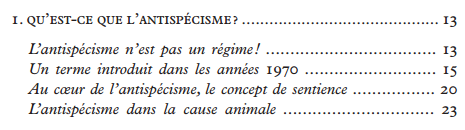 1. QU’EST-CE QUE L’ANTISPÉCISME? ........................................ 13
L’antispécisme n’est pas un régime! ................................... 13
Un terme introduit dans les années 1970 ............................. 15
Au cœur de l’antispécisme, le concept de sentience ................. 20
L’antispécisme dans la cause animale ................................ 23